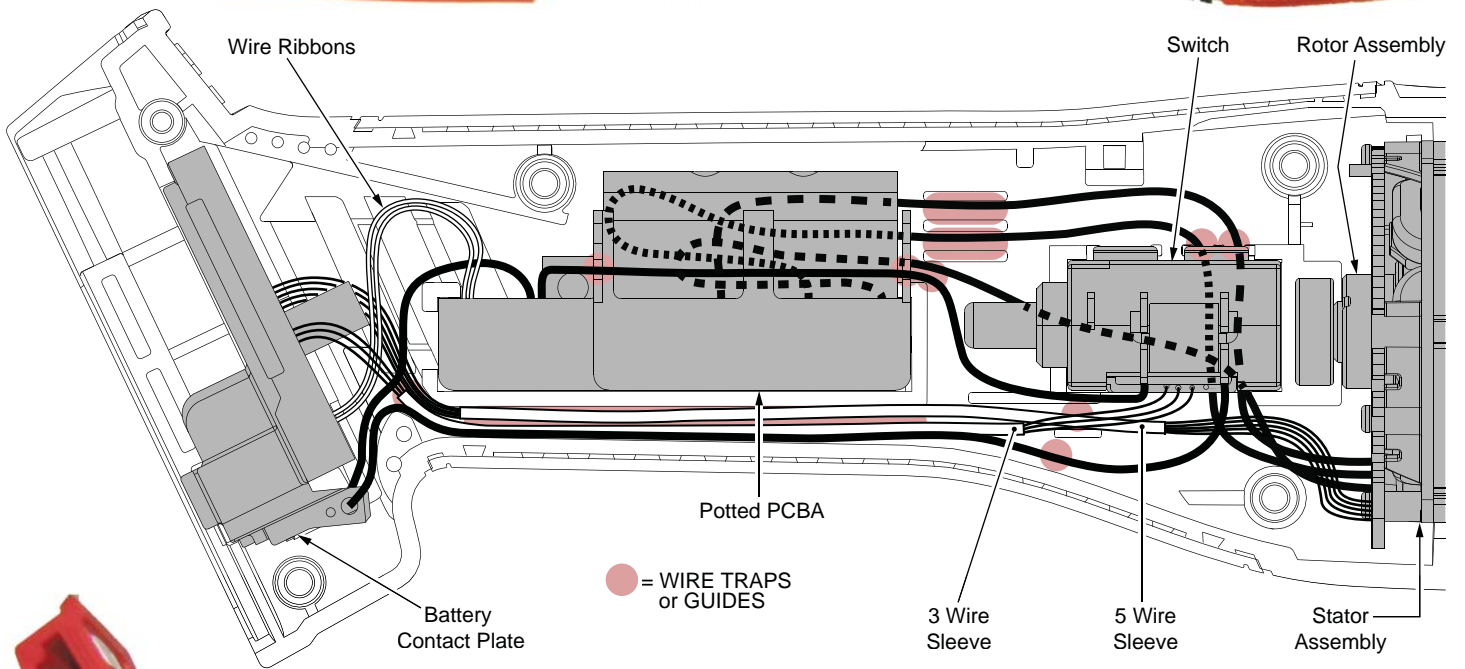 Wire Ribbons
Switch
Rotor Assembly
Potted PCBA
= WIRE TRAPS
or GUIDES
Battery
Contact Plate
3 Wire
Sleeve
5 Wire
Sleeve
Stator
Assembly